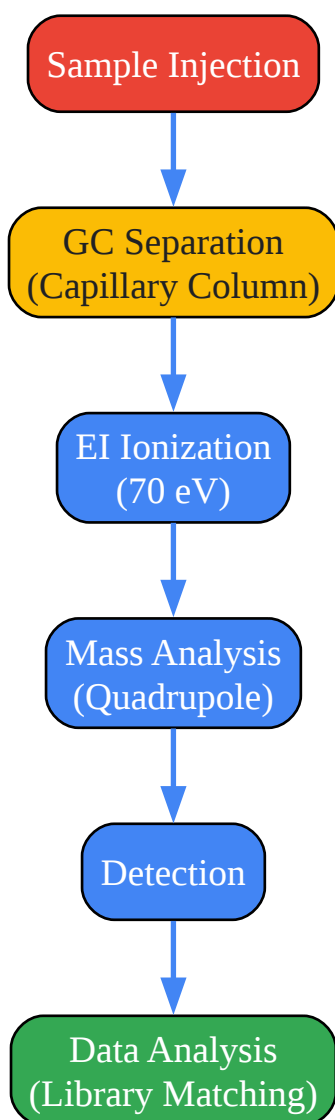 Sample Injection
GC Separation
(Capillary Column)
EI Ionization
(70 eV)
Mass Analysis
(Quadrupole)
Detection
Data Analysis
(Library Matching)